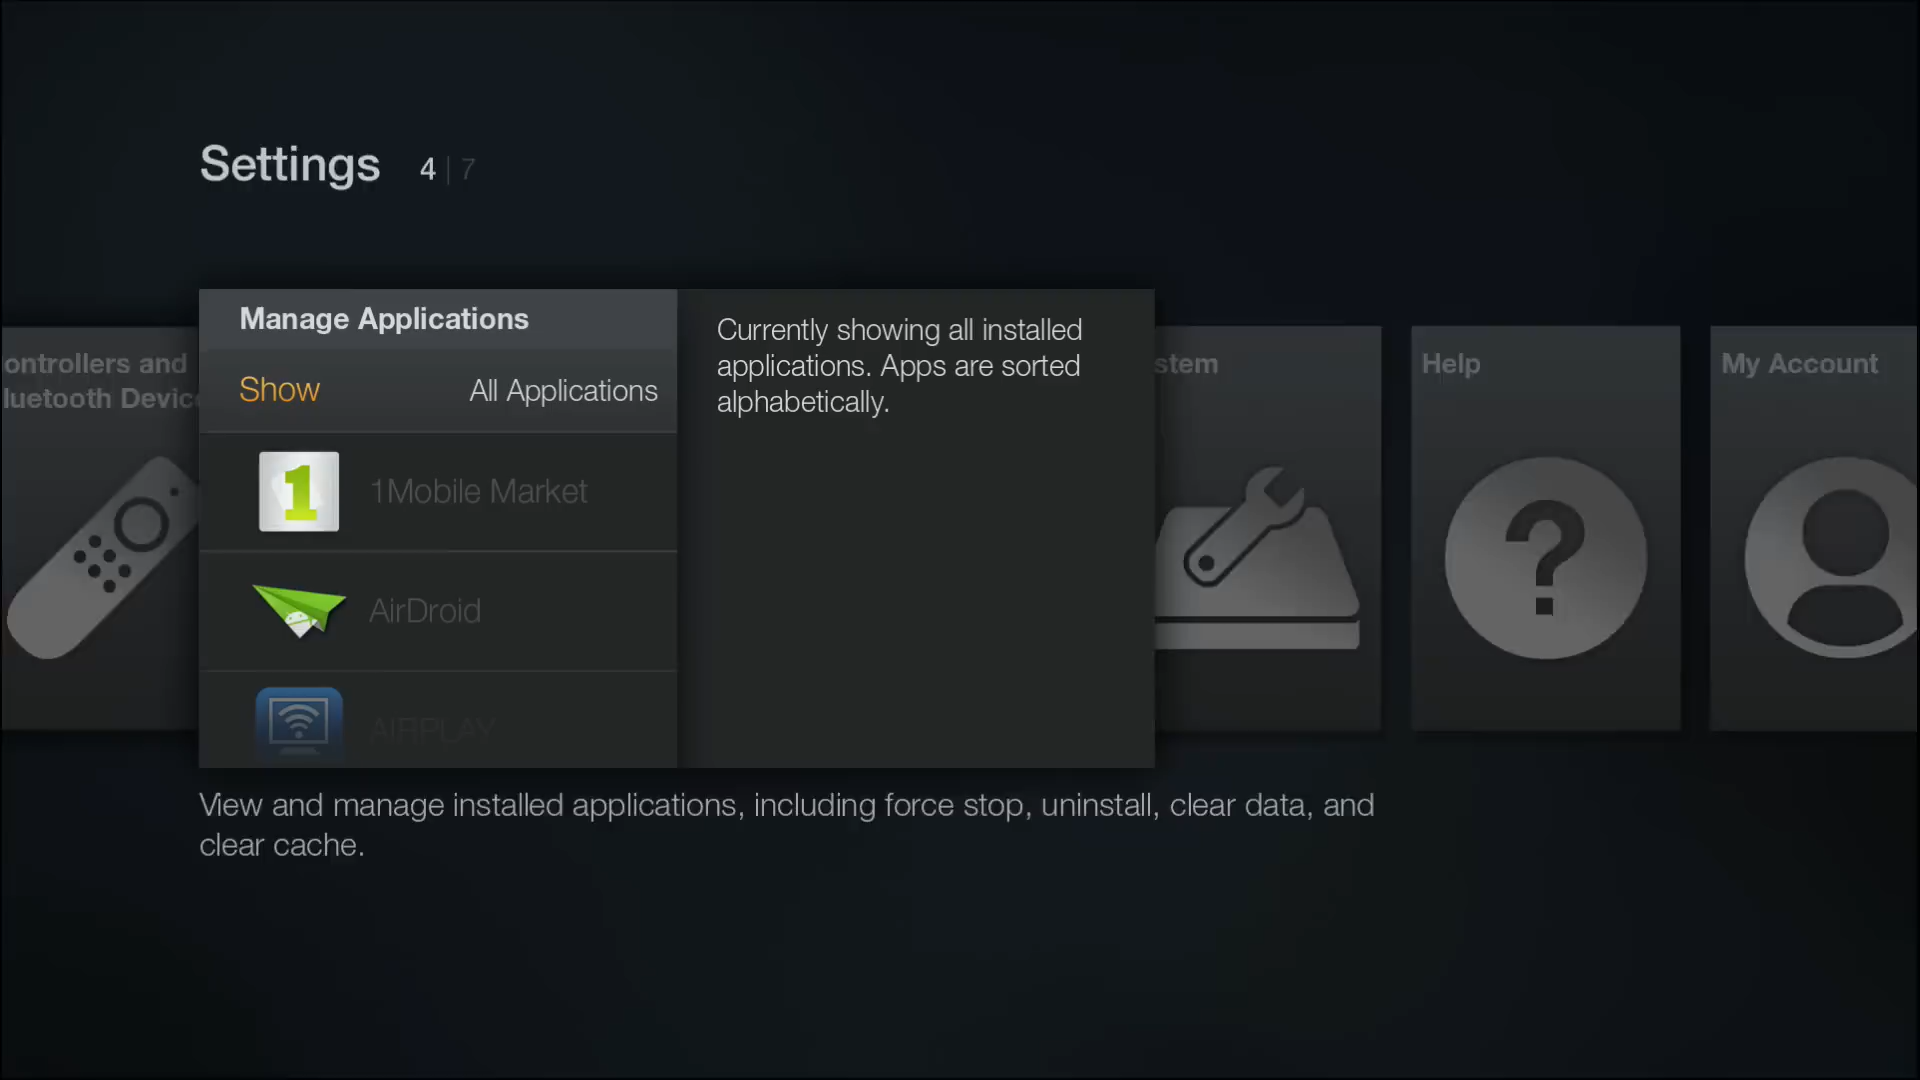 Settings 4 | 7
ontrollers and
luetooth Devic
Manage Applications
Show All Applications
1Mobile Market
AirDroid
AIRPLAY
Currently showing all installed
applications. Apps are sorted
alphabetically.
stem
Help
?
My Account
View and manage installed applications, including force stop, uninstall, clear data, and
clear cache.